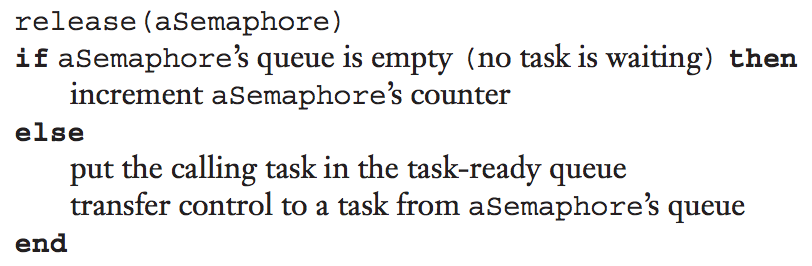 release(aSemaphore)
if aSemaphore’s queue is empty (no task is waiting) then
increment aSemaphore’s counter
else
put the calling task in the task-ready queue
transfer control to a task from aSemaphore’s queue
end